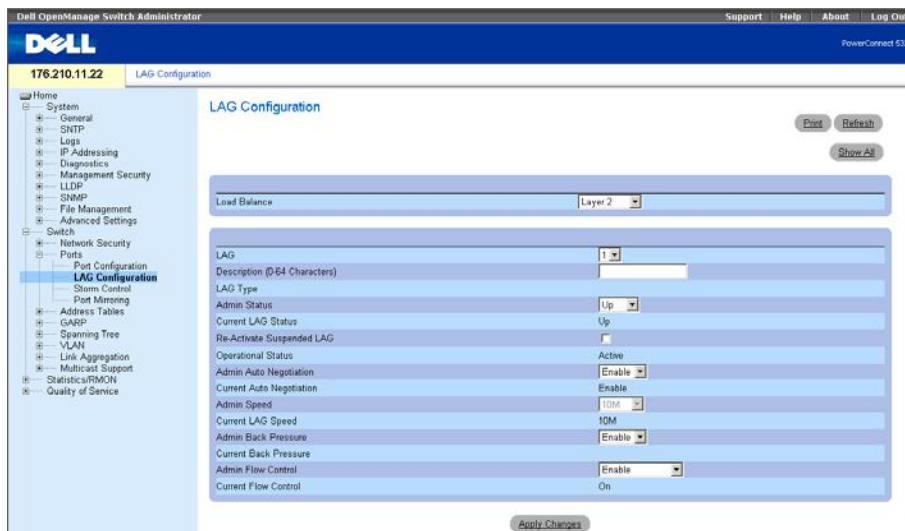 Dell OpenManage Switch Administrator
Support Help About Log Out
DELL
PowerConnect 53
176.210.11.22
LAG Configuration
Home
System
General
SNTP
Logs
IP Addressing
Diagnostics
Management Security
LLDP
SNMP
File Management
Advanced Settings
Switch
Network Security
Ports
Port Configuration
LAG Configuration
Storm Control
Port Mirroring
Address Tables
GARP
Spanning Tree
VLAN
Link Aggregation
Multicast Support
Statistics/RMON
Quality of Service
LAG Configuration
Print Refresh
Show All
Load Balance Layer 2
LAG 1
Description (0-64 Characters)
LAG Type
Admin Status Up
Current LAG Status Up
Re-Activate Suspended LAG
Operational Status Active
Admin Auto Negotiation Enable
Current Auto Negotiation Enable
Admin Speed 10M
Current LAG Speed 10M
Admin Back Pressure Enable
Current Back Pressure
Admin Flow Control Enable
Current Flow Control On
Apply Changes